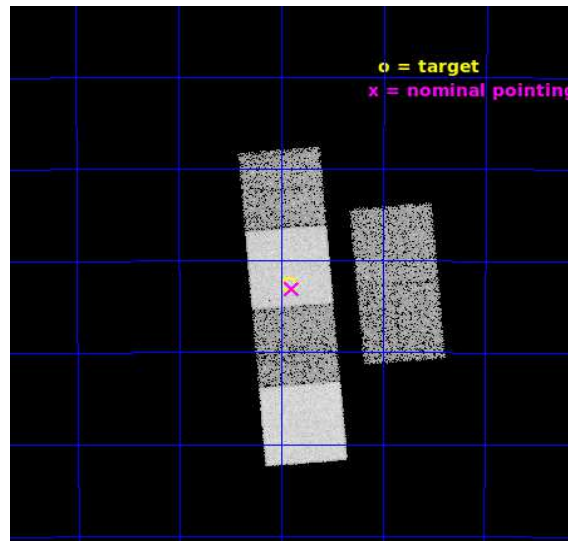 o = target
x = nominal pointing